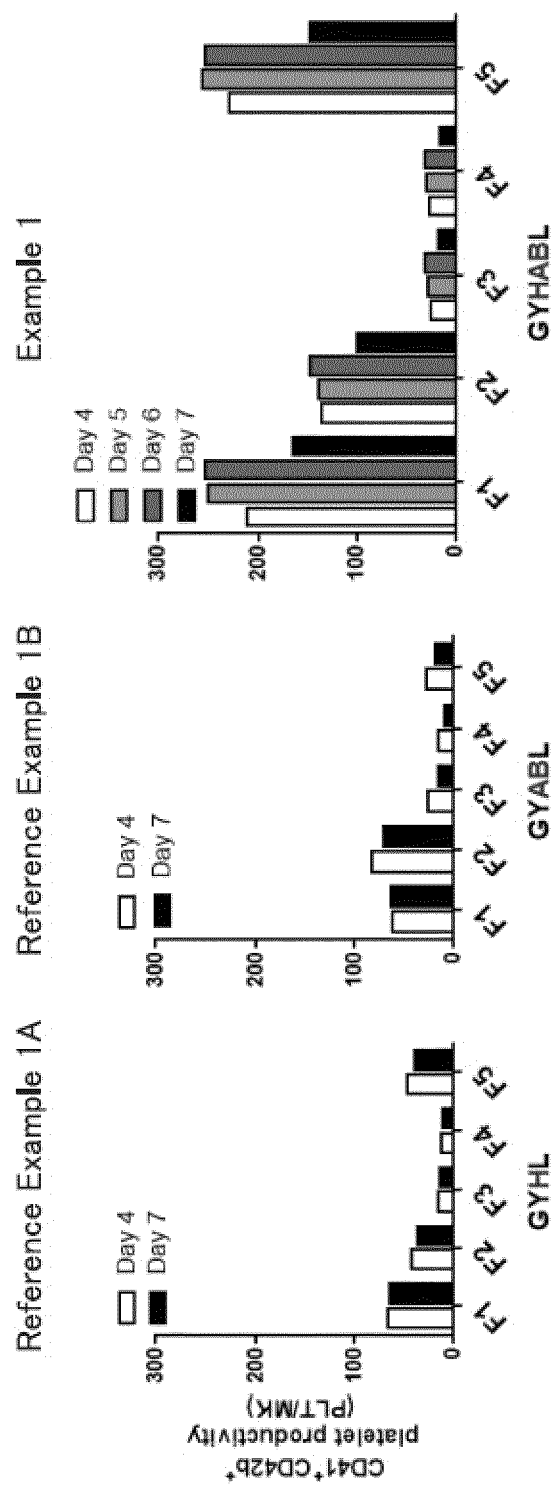 Reference Example 1A
Day 4
Day 7
CD41+CD42b+
platelet productivity
(PLT/MK)
300
200
100
0
F1 F2 F3 F4 F5
GYHL
Reference Example 1B
Day 4
Day 7
300
200
100
0
F1 F2 F3 F4 F5
GYABL
Example 1
Day 4
Day 5
Day 6
Day 7
300
200
100
0
F1 F2 F3 F4 F5
GYHABL